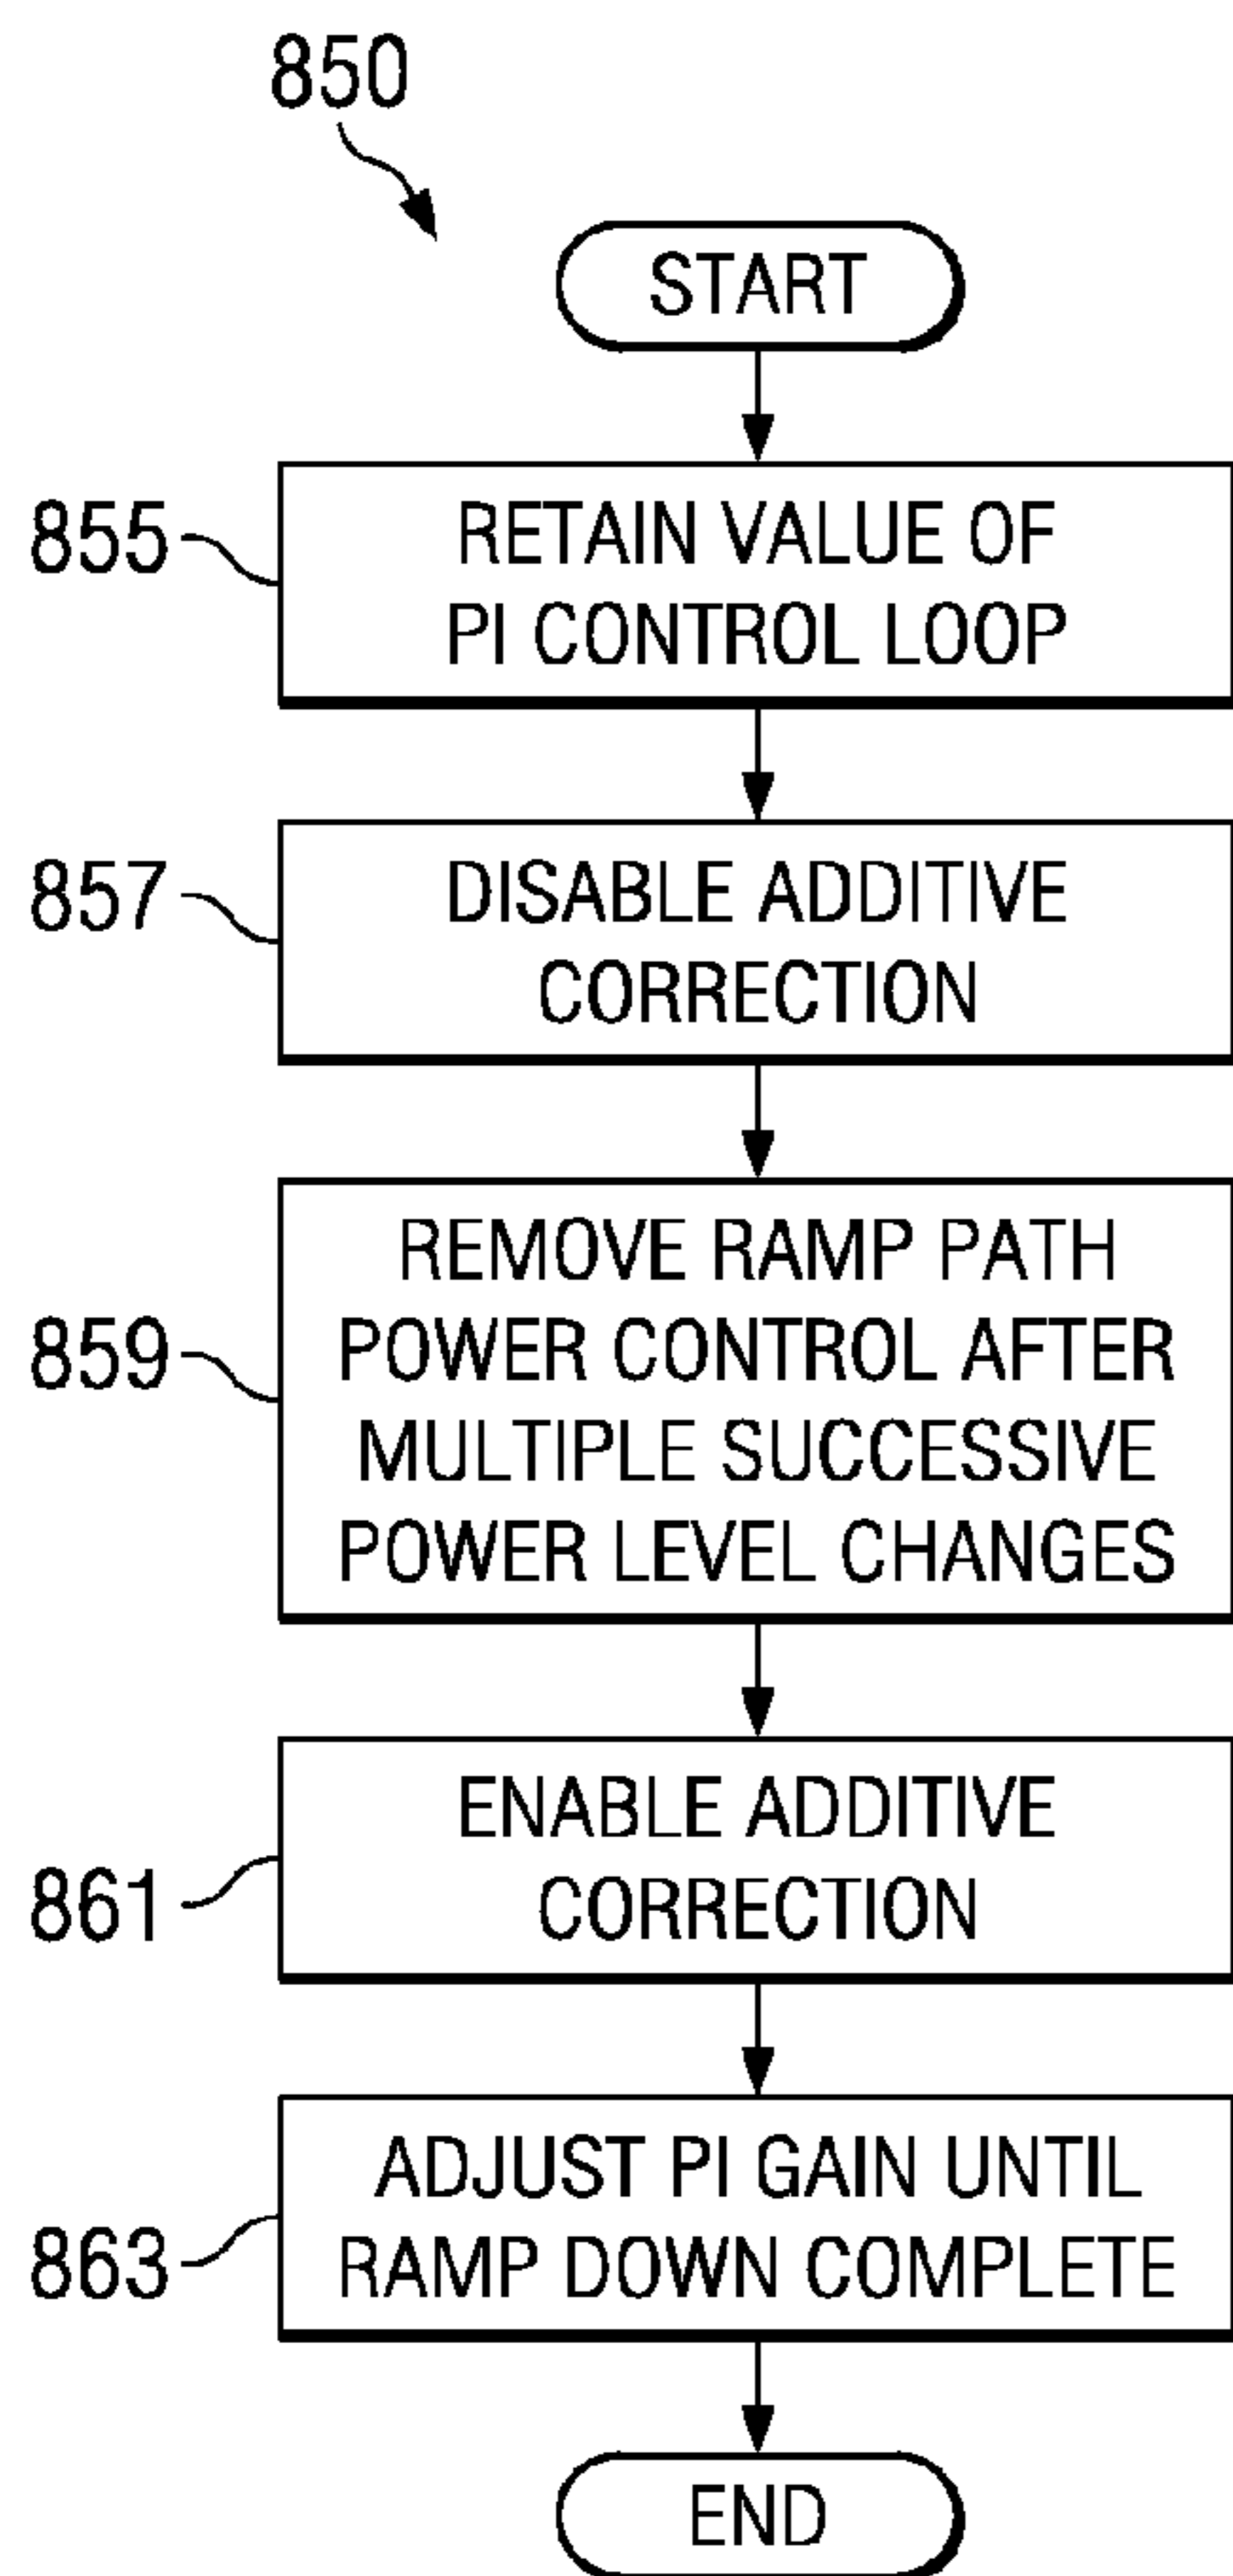 850
START
855
RETAIN VALUE OF
PI CONTROL LOOP
857
DISABLE ADDITIVE
CORRECTION
859
REMOVE RAMP PATH
POWER CONTROL AFTER
MULTIPLE SUCCESSIVE
POWER LEVEL CHANGES
861
ENABLE ADDITIVE
CORRECTION
863
ADJUST PI GAIN UNTIL
RAMP DOWN COMPLETE
END